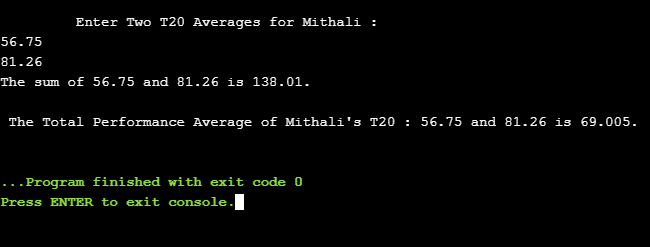 Enter Two T20 Averages for Mithali :
56.75
81.26
The sum of 56.75 and 81.26 is 138.01.
The Total Performance Average of Mithali's T20 : 56.75 and 81.26 is 69.005.
...Program finished with exit code 0
Press ENTER to exit console.